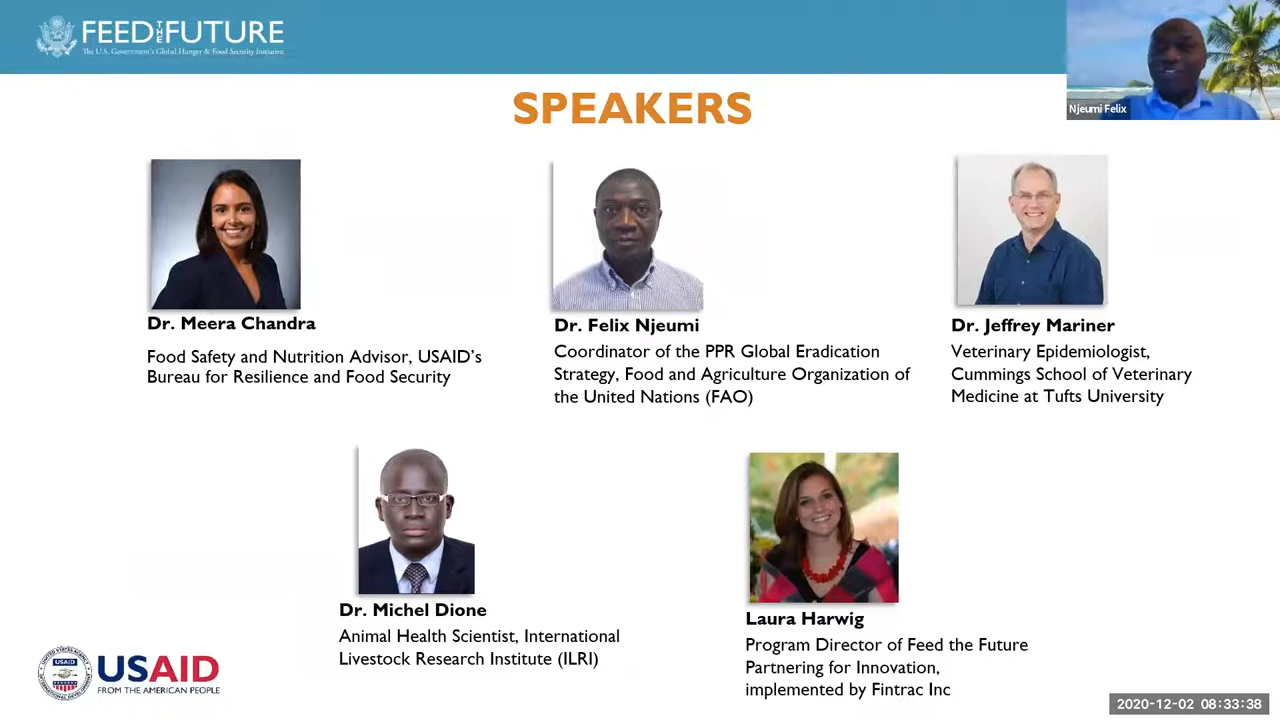 FEED THE FUTURE
The U.S. Government's Global Hunger & Food Security Initiative
Njeumi Felix
SPEAKERS
Dr. Meera Chandra
Food Safety and Nutrition Advisor, USAID's
Bureau for Resilience and Food Security
Dr. Felix Njeumi
Coordinator of the PPR Global Eradication
Strategy, Food and Agriculture Organization of
the United Nations (FAO)
Dr. Jeffrey Mariner
Veterinary Epidemiologist,
Cummings School of Veterinary
Medicine at Tufts University
Dr. Michel Dione
Animal Health Scientist, International
Livestock Research Institute (ILRI)
Laura Harwig
Program Director of Feed the Future
Partnering for Innovation,
implemented by Fintrac Inc
USAID
USAID
FROM THE AMERICAN PEOPLE
2020-12-02 08:33:38